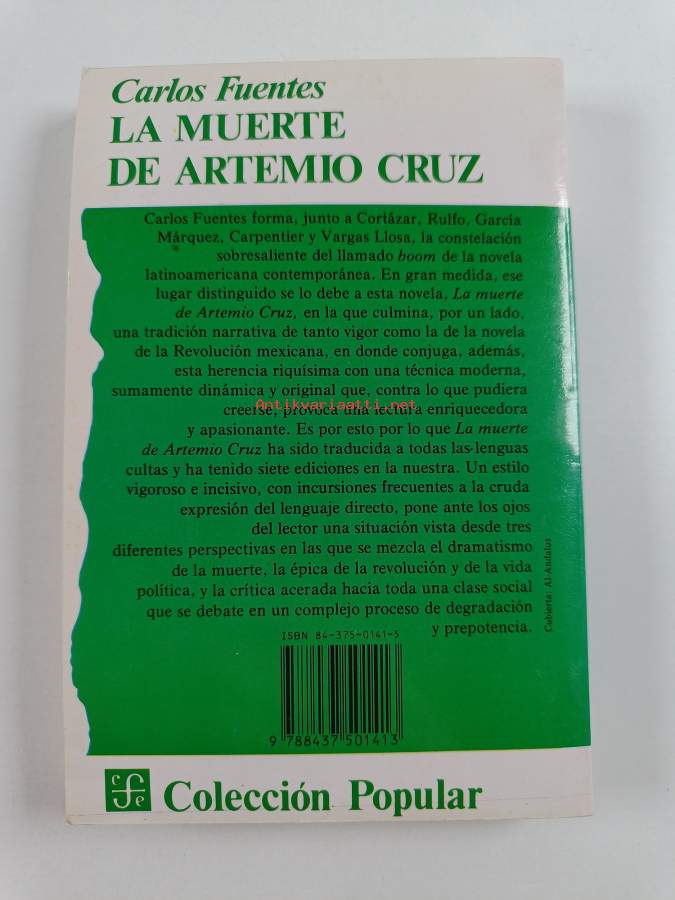 Carlos Fuentes
LA MUERTE
DE ARTEMIO CRUZ
Carlos Fuentes forma, junto a Cortázar, Rulfo, García
Márquez, Carpentier y Vargas Llosa, la constelación
sobresaliente del llamado boom de la novela
latinoamericana contemporánea. En gran medida, ese
lugar distinguido se lo debe a esta novela, La muerte
de Artemio Cruz, en la que culmina, por un lado,
una tradición narrativa de tanto vigor como la de la novela
de la Revolución mexicana, en donde conjuga, además,
esta herencia riquísima con una técnica moderna,
sumamente dinámica y original que, contra lo que pudiera
creerse, provoca una lectura enriquecedora
Antikvariaatti.net
y apasionante. Es por esto por lo que La muerte
de Artemio Cruz ha sido traducida a todas las lenguas
cultas y ha tenido siete ediciones en la nuestra. Un estilo
vigoroso e incisivo, con incursiones frecuentes a la cruda
expresión del lenguaje directo, pone ante los ojos
del lector una situación vista desde tres
diferentes perspectivas en las que se mezcla el dramatismo
de la muerte, la épica de la revolución y de la vida
política, y la crítica acerada hacia toda una clase social
que se debate en un complejo proceso de degradación
y prepotencia.
Cubierta: Al-Andalus
ISBN 84-375-0141-5
9 788437 501413
cfe
Colección Popular